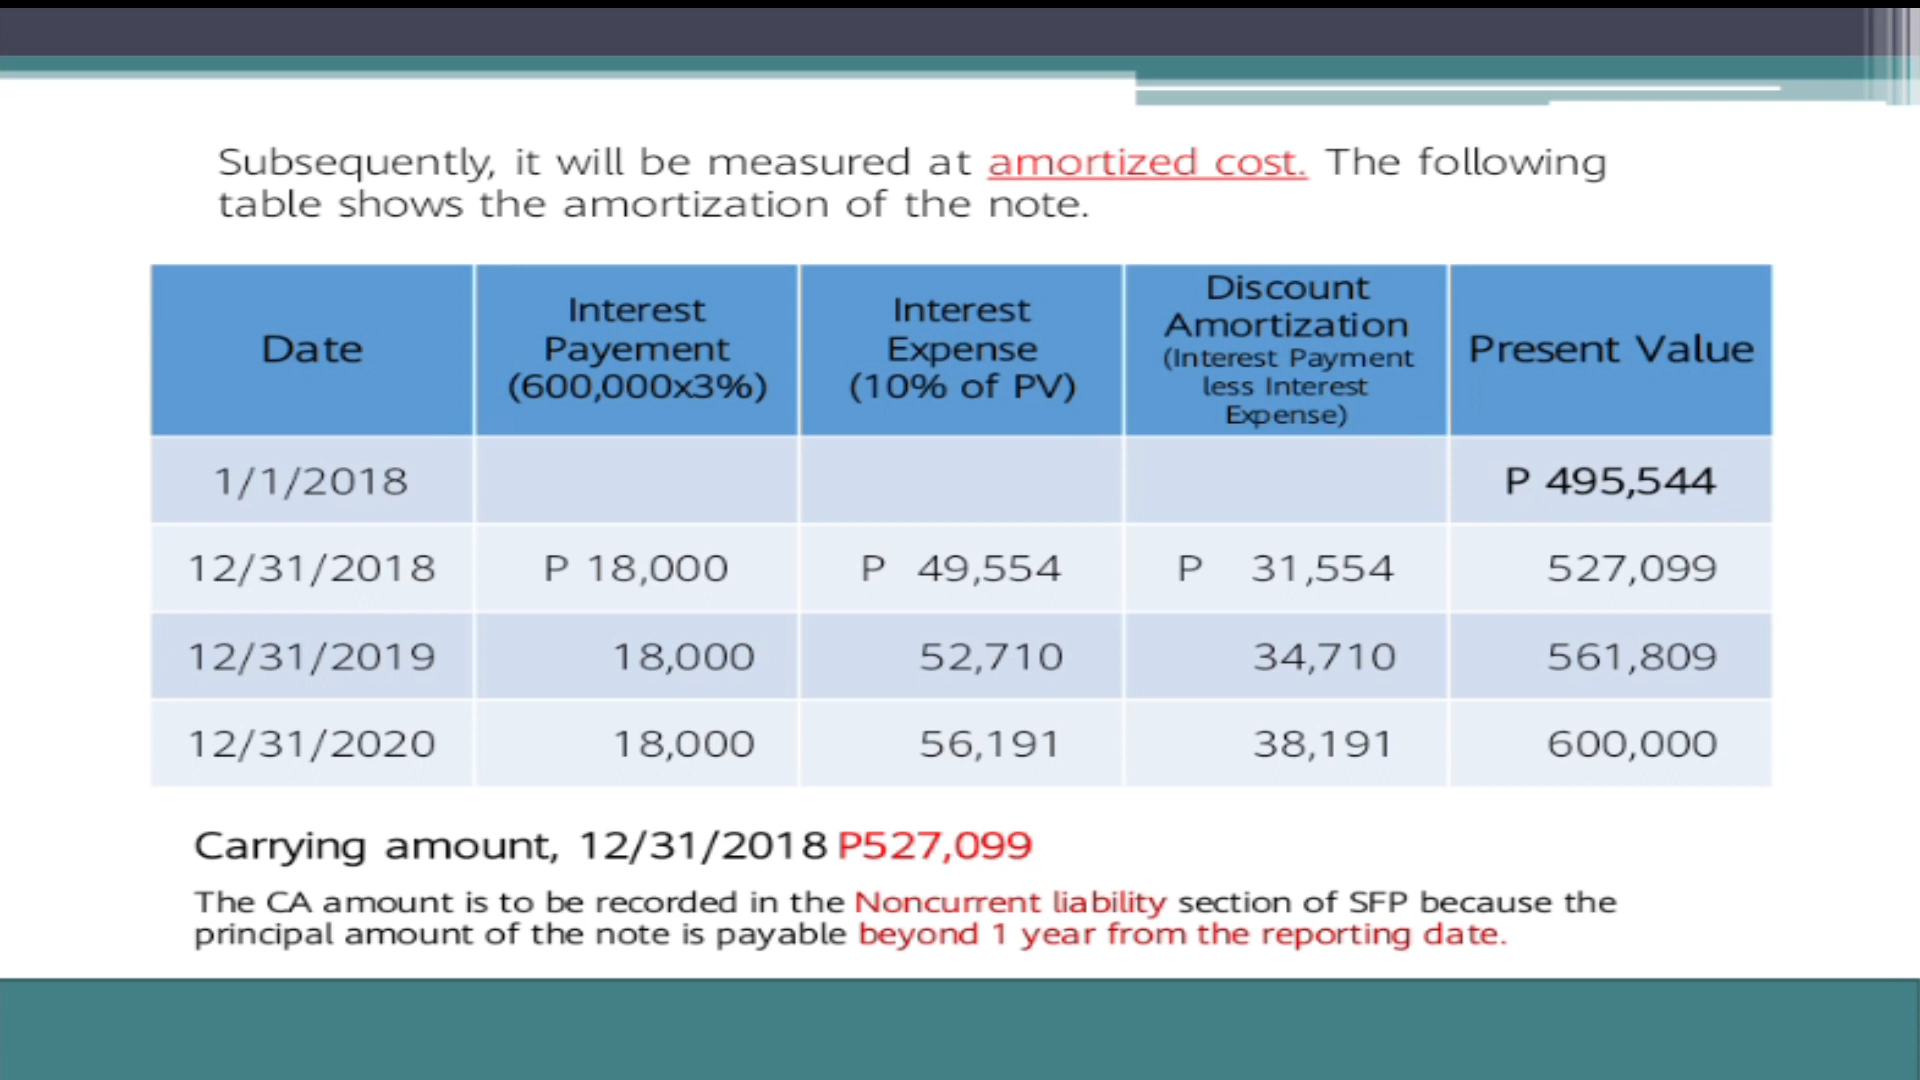 Subsequently, it will be measured at amortized cost. The following
table shows the amortization of the note.
Date
Interest
Payement
(600,000x3%)
Interest
Expense
(10% of PV)
Discount
Amortization
(Interest Payment
less Interest
Expense)
Present Value
1/1/2018 P 495,544
12/31/2018 P 18,000 P 49,554 P 31,554 527,099
12/31/2019 18,000 52,710 34,710 561,809
12/31/2020 18,000 56,191 38,191 600,000
Carrying amount, 12/31/2018 P527,099
The CA amount is to be recorded in the Noncurrent liability section of SFP because the
principal amount of the note is payable beyond 1 year from the reporting date.